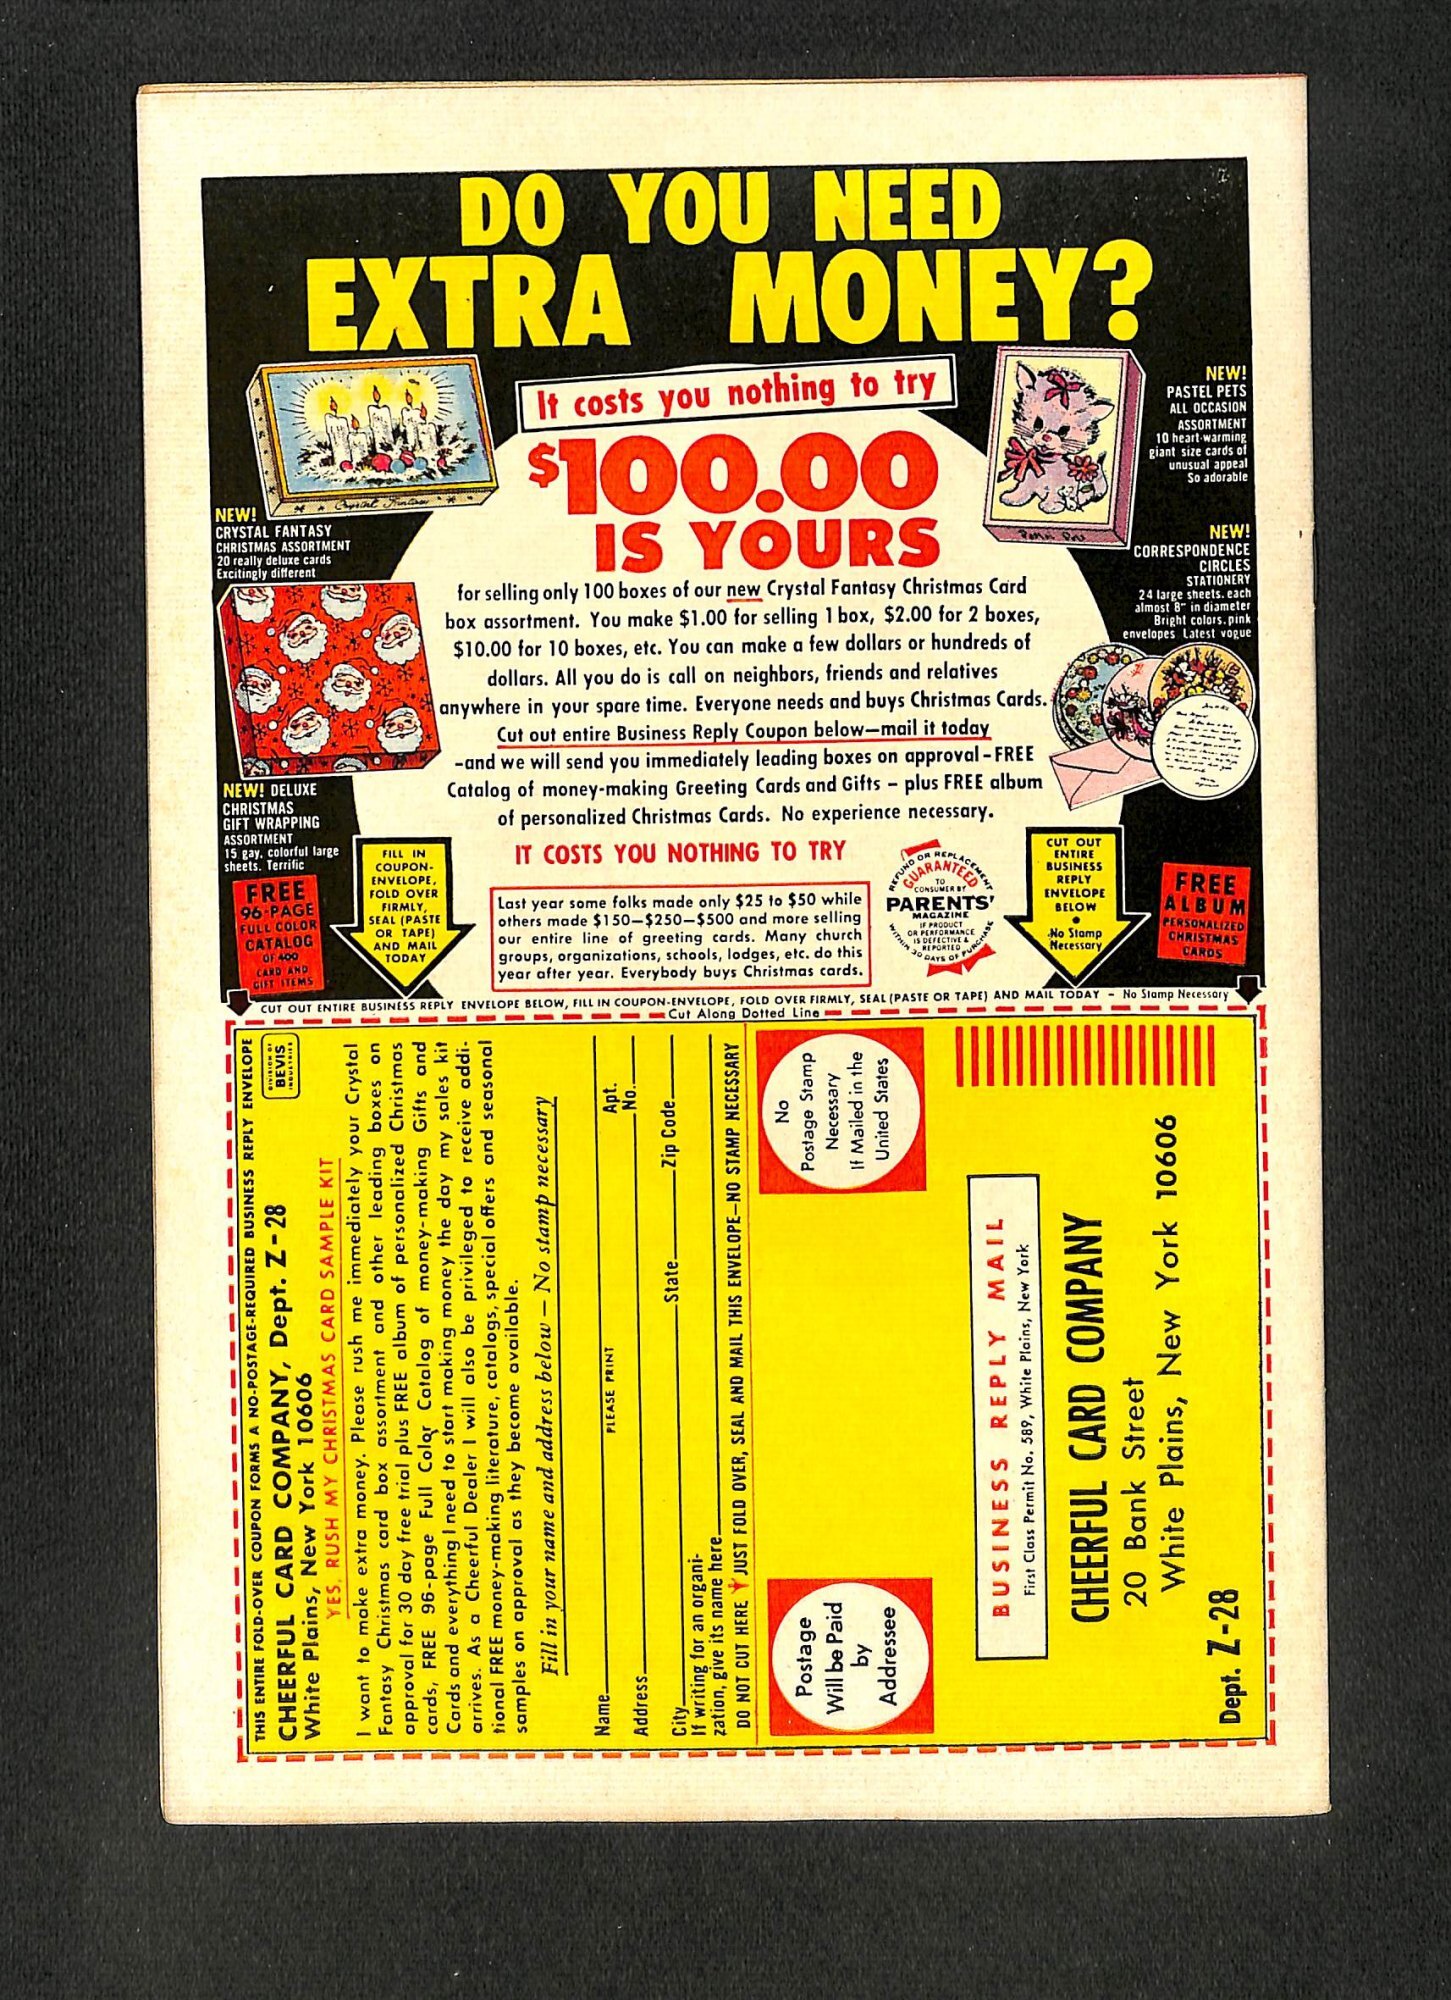 DO YOU NEED
EXTRA MONEY?
It costs you nothing to try
$100.00
IS YOURS
NEW!
CRYSTAL FANTASY
CHRISTMAS ASSORTMENT
20 really deluxe cards
Excitingly different
NEW!
PASTEL PETS
ALL OCCASION
ASSORTMENT
10 heart-warming
giant size cards of
unusual appeal
So adorable
NEW!
CORRESPONDENCE
CIRCLES
STATIONERY
24 large sheets, each
almost 8" in diameter
Bright colors, pink
envelopes Latest vogue
for selling only 100 boxes of our new Crystal Fantasy Christmas Card
box assortment. You make $1.00 for selling 1 box, $2.00 for 2 boxes,
$10.00 for 10 boxes, etc. You can make a few dollars or hundreds of
dollars. All you do is call on neighbors, friends and relatives
anywhere in your spare time. Everyone needs and buys Christmas Cards.
Cut out entire Business Reply Coupon below—mail it today
-and we will send you immediately leading boxes on approval-FREE
Catalog of money-making Greeting Cards and Gifts - plus FREE album
of personalized Christmas Cards. No experience necessary.
IT COSTS YOU NOTHING TO TRY
NEW! DELUXE
CHRISTMAS
GIFT WRAPPING
ASSORTMENT
15 gay, colorful large
sheets. Terrific
FREE
96-PAGE
FULL COLOR
CATALOG
OF 400
CARD AND
GIFT ITEMS
FILL IN
COUPON-
ENVELOPE,
FOLD OVER
FIRMLY,
SEAL (PASTE
OR TAPE)
AND MAIL
TODAY
Last year some folks made only $25 to $50 while
others made $150—$250—$500 and more selling
our entire line of greeting cards. Many church
groups, organizations, schools, lodges, etc. do this
year after year. Everybody buys Christmas cards.
REFUND OR REPLACEMENT
GUARANTEED
TO
CONSUMER BY
PARENTS'
MAGAZINE
IF PRODUCT
OR PERFORMANCE
IS DEFECTIVE &
REPORTED
WITHIN 30 DAYS OF PURCHASE
CUT OUT
ENTIRE
BUSINESS
REPLY
ENVELOPE
BELOW
•
No Stamp
Necessary
FREE
ALBUM
PERSONALIZED
CHRISTMAS
CARDS
CUT OUT ENTIRE BUSINESS REPLY ENVELOPE BELOW, FILL IN COUPON-ENVELOPE, FOLD OVER FIRMLY, SEAL (PASTE OR TAPE) AND MAIL TODAY - No Stamp Necessary
Cut Along Dotted Line
THIS ENTIRE FOLD-OVER COUPON FORMS A NO-POSTAGE-REQUIRED BUSINESS REPLY ENVELOPE
CHEERFUL CARD COMPANY, Dept. Z-28
White Plains, New York 10606
DIVISION OF
BEVIS
INDUSTRIES
YES, RUSH MY CHRISTMAS CARD SAMPLE KIT
I want to make extra money. Please rush me immediately your Crystal
Fantasy Christmas card box assortment and other leading boxes on
approval for 30 day free trial plus FREE album of personalized Christmas
cards, FREE 96-page Full Color Catalog of money-making Gifts and
Cards and everything I need to start making money the day my sales kit
arrives. As a Cheerful Dealer I will also be privileged to receive addi-
tional FREE money-making literature, catalogs, special offers and seasonal
samples on approval as they become available.
Fill in your name and address below — No stamp necessary
Name
PLEASE PRINT
Address
Apt.
No.
City
State
Zip Code
If writing for an organi-
zation, give its name here
DO NOT CUT HERE JUST FOLD OVER, SEAL AND MAIL THIS ENVELOPE—NO STAMP NECESSARY
Postage
Will be Paid
by
Addressee
No
Postage Stamp
Necessary
If Mailed in the
United States
BUSINESS REPLY MAIL
First Class Permit No. 589, White Plains, New York
CHEERFUL CARD COMPANY
20 Bank Street
White Plains, New York 10606
Dept. Z-28